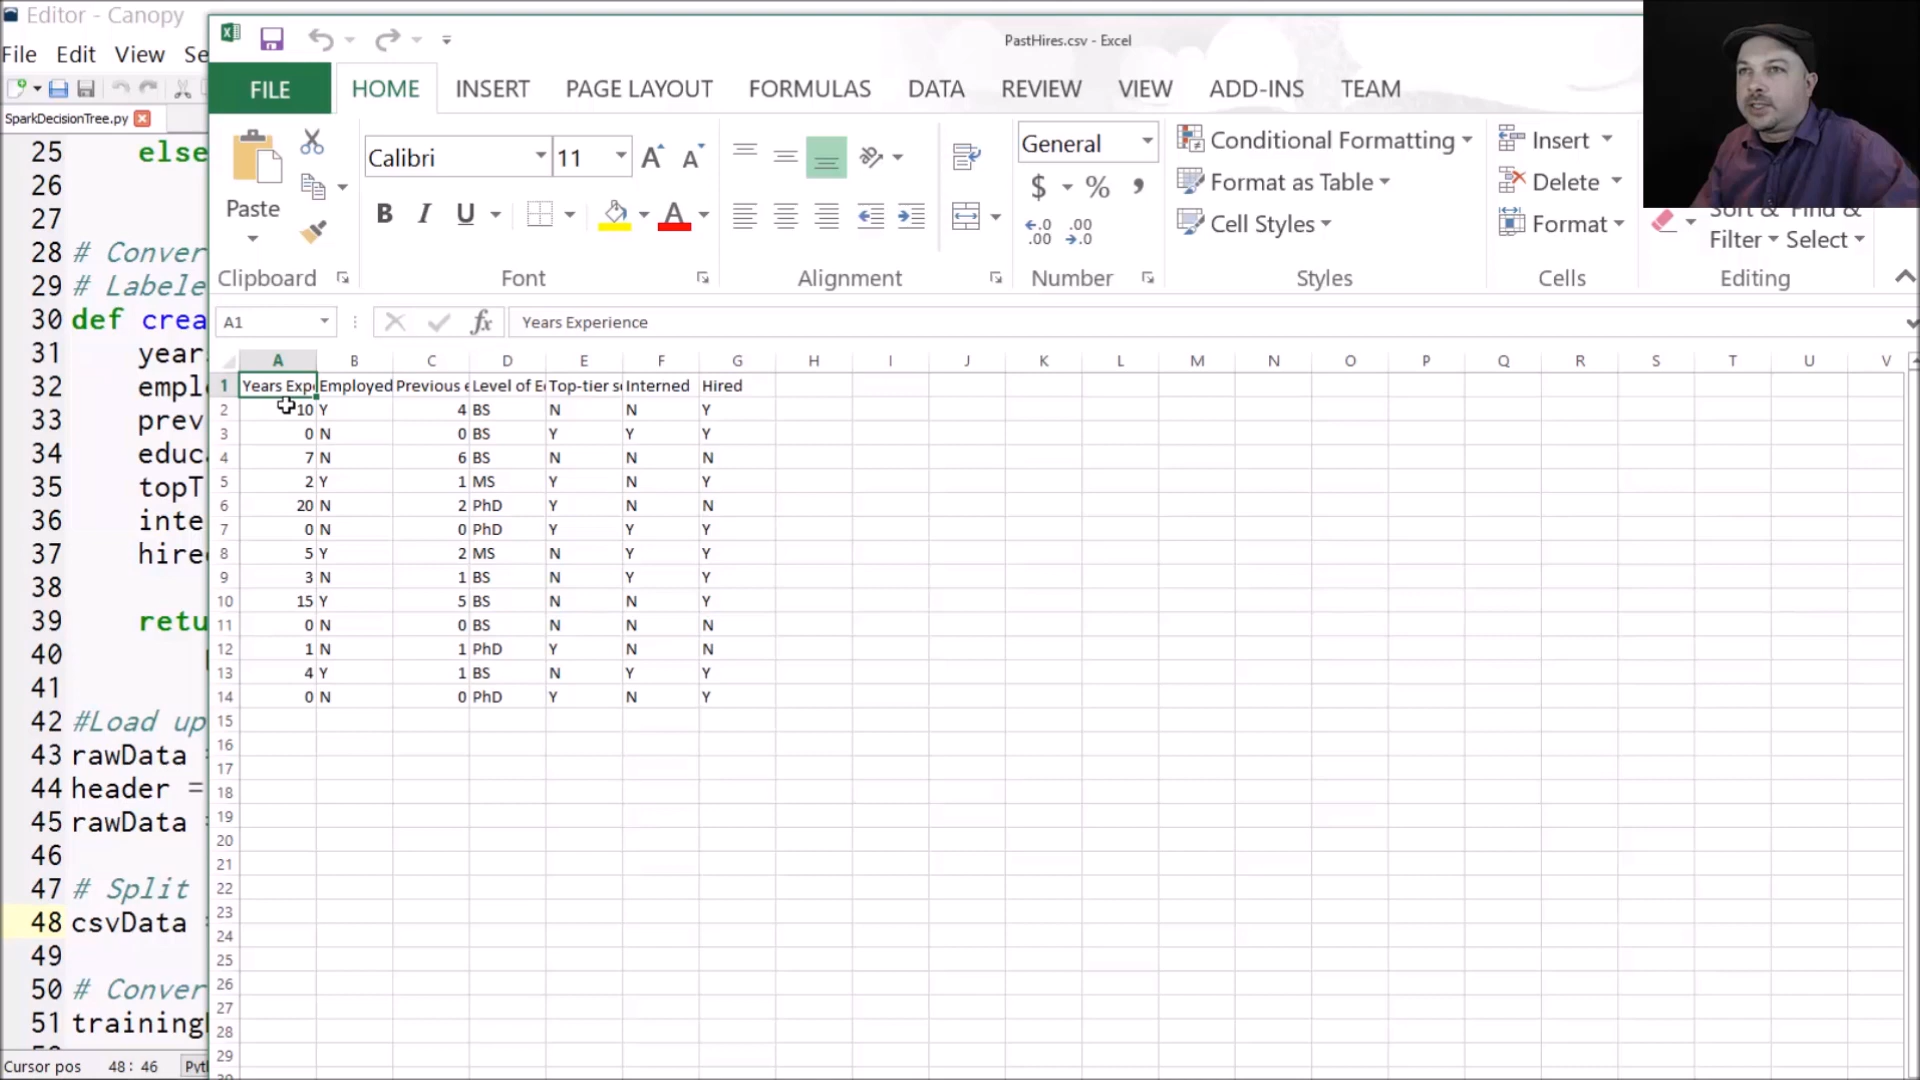 Editor - Canopy
File Edit View Se
SparkDecisionTree.py
25 else
26
27
28 # Conver
29 # Labele
30 def crea
31 year
32 empl
33 prev
34 educ
35 topT
36 inte
37 hire
38
39 retu
40
41
42 #Load up
43 rawData
44 header =
45 rawData
46
47 # Split
48 csvData
49
50 # Conver
51 training
Cursor pos 48: 46 Pyt
PastHires.csv - Excel
FILE HOME INSERT PAGE LAYOUT FORMULAS DATA REVIEW VIEW ADD-INS TEAM
Paste
Clipboard
Calibri 11
B I U A
Font
Alignment
General
$ % ,
←.0 .00
.00 →.0
Number
Conditional Formatting
Format as Table
Cell Styles
Styles
Insert
Delete
Format
Cells
Sort & Find &
Filter Select
Editing
A1 fx Years Experience
A B C D E F G H I J K L M N O P Q R S T U V
1 Years Expe Employed Previous e Level of E Top-tier s Interned Hired
2 10 Y 4 BS N N Y
3 0 N 0 BS Y Y Y
4 7 N 6 BS N N N
5 2 Y 1 MS Y N Y
6 20 N 2 PhD Y N N
7 0 N 0 PhD Y Y Y
8 5 Y 2 MS N Y Y
9 3 N 1 BS N Y Y
10 15 Y 5 BS N N Y
11 0 N 0 BS N N N
12 1 N 1 PhD Y N N
13 4 Y 1 BS N Y Y
14 0 N 0 PhD Y N Y
15
16
17
18
19
20
21
22
23
24
25
26
27
28
29